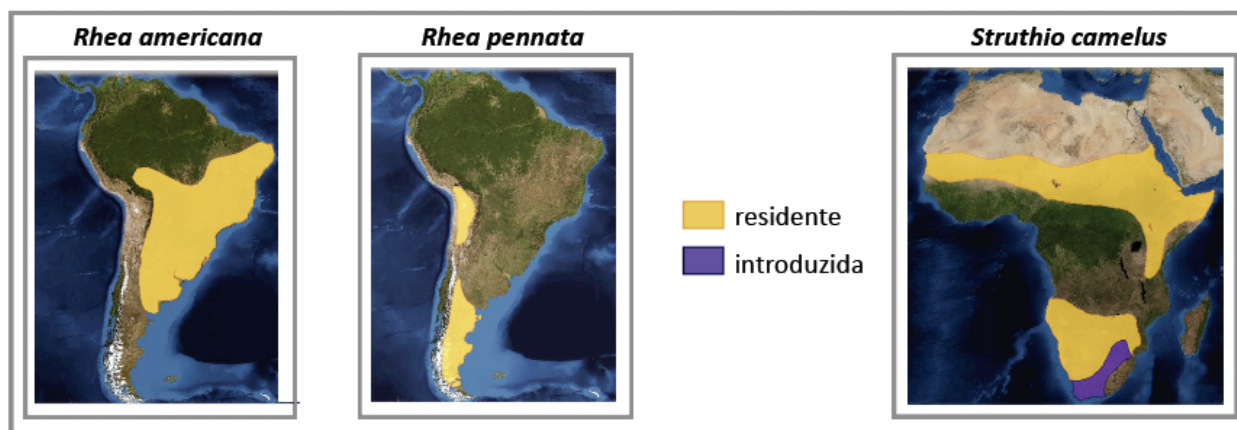 Rhea americana
Rhea pennata
Struthio camelus
residente
introduzida